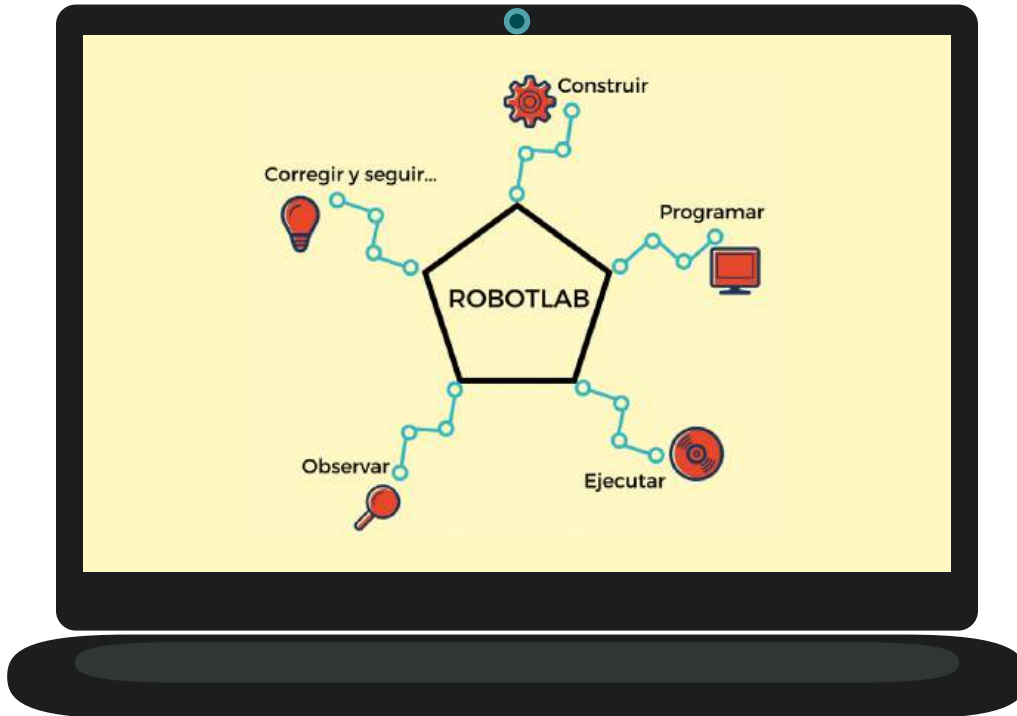 Construir
Corregir y seguir...
Programar
ROBOTLAB
Observar
Ejecutar